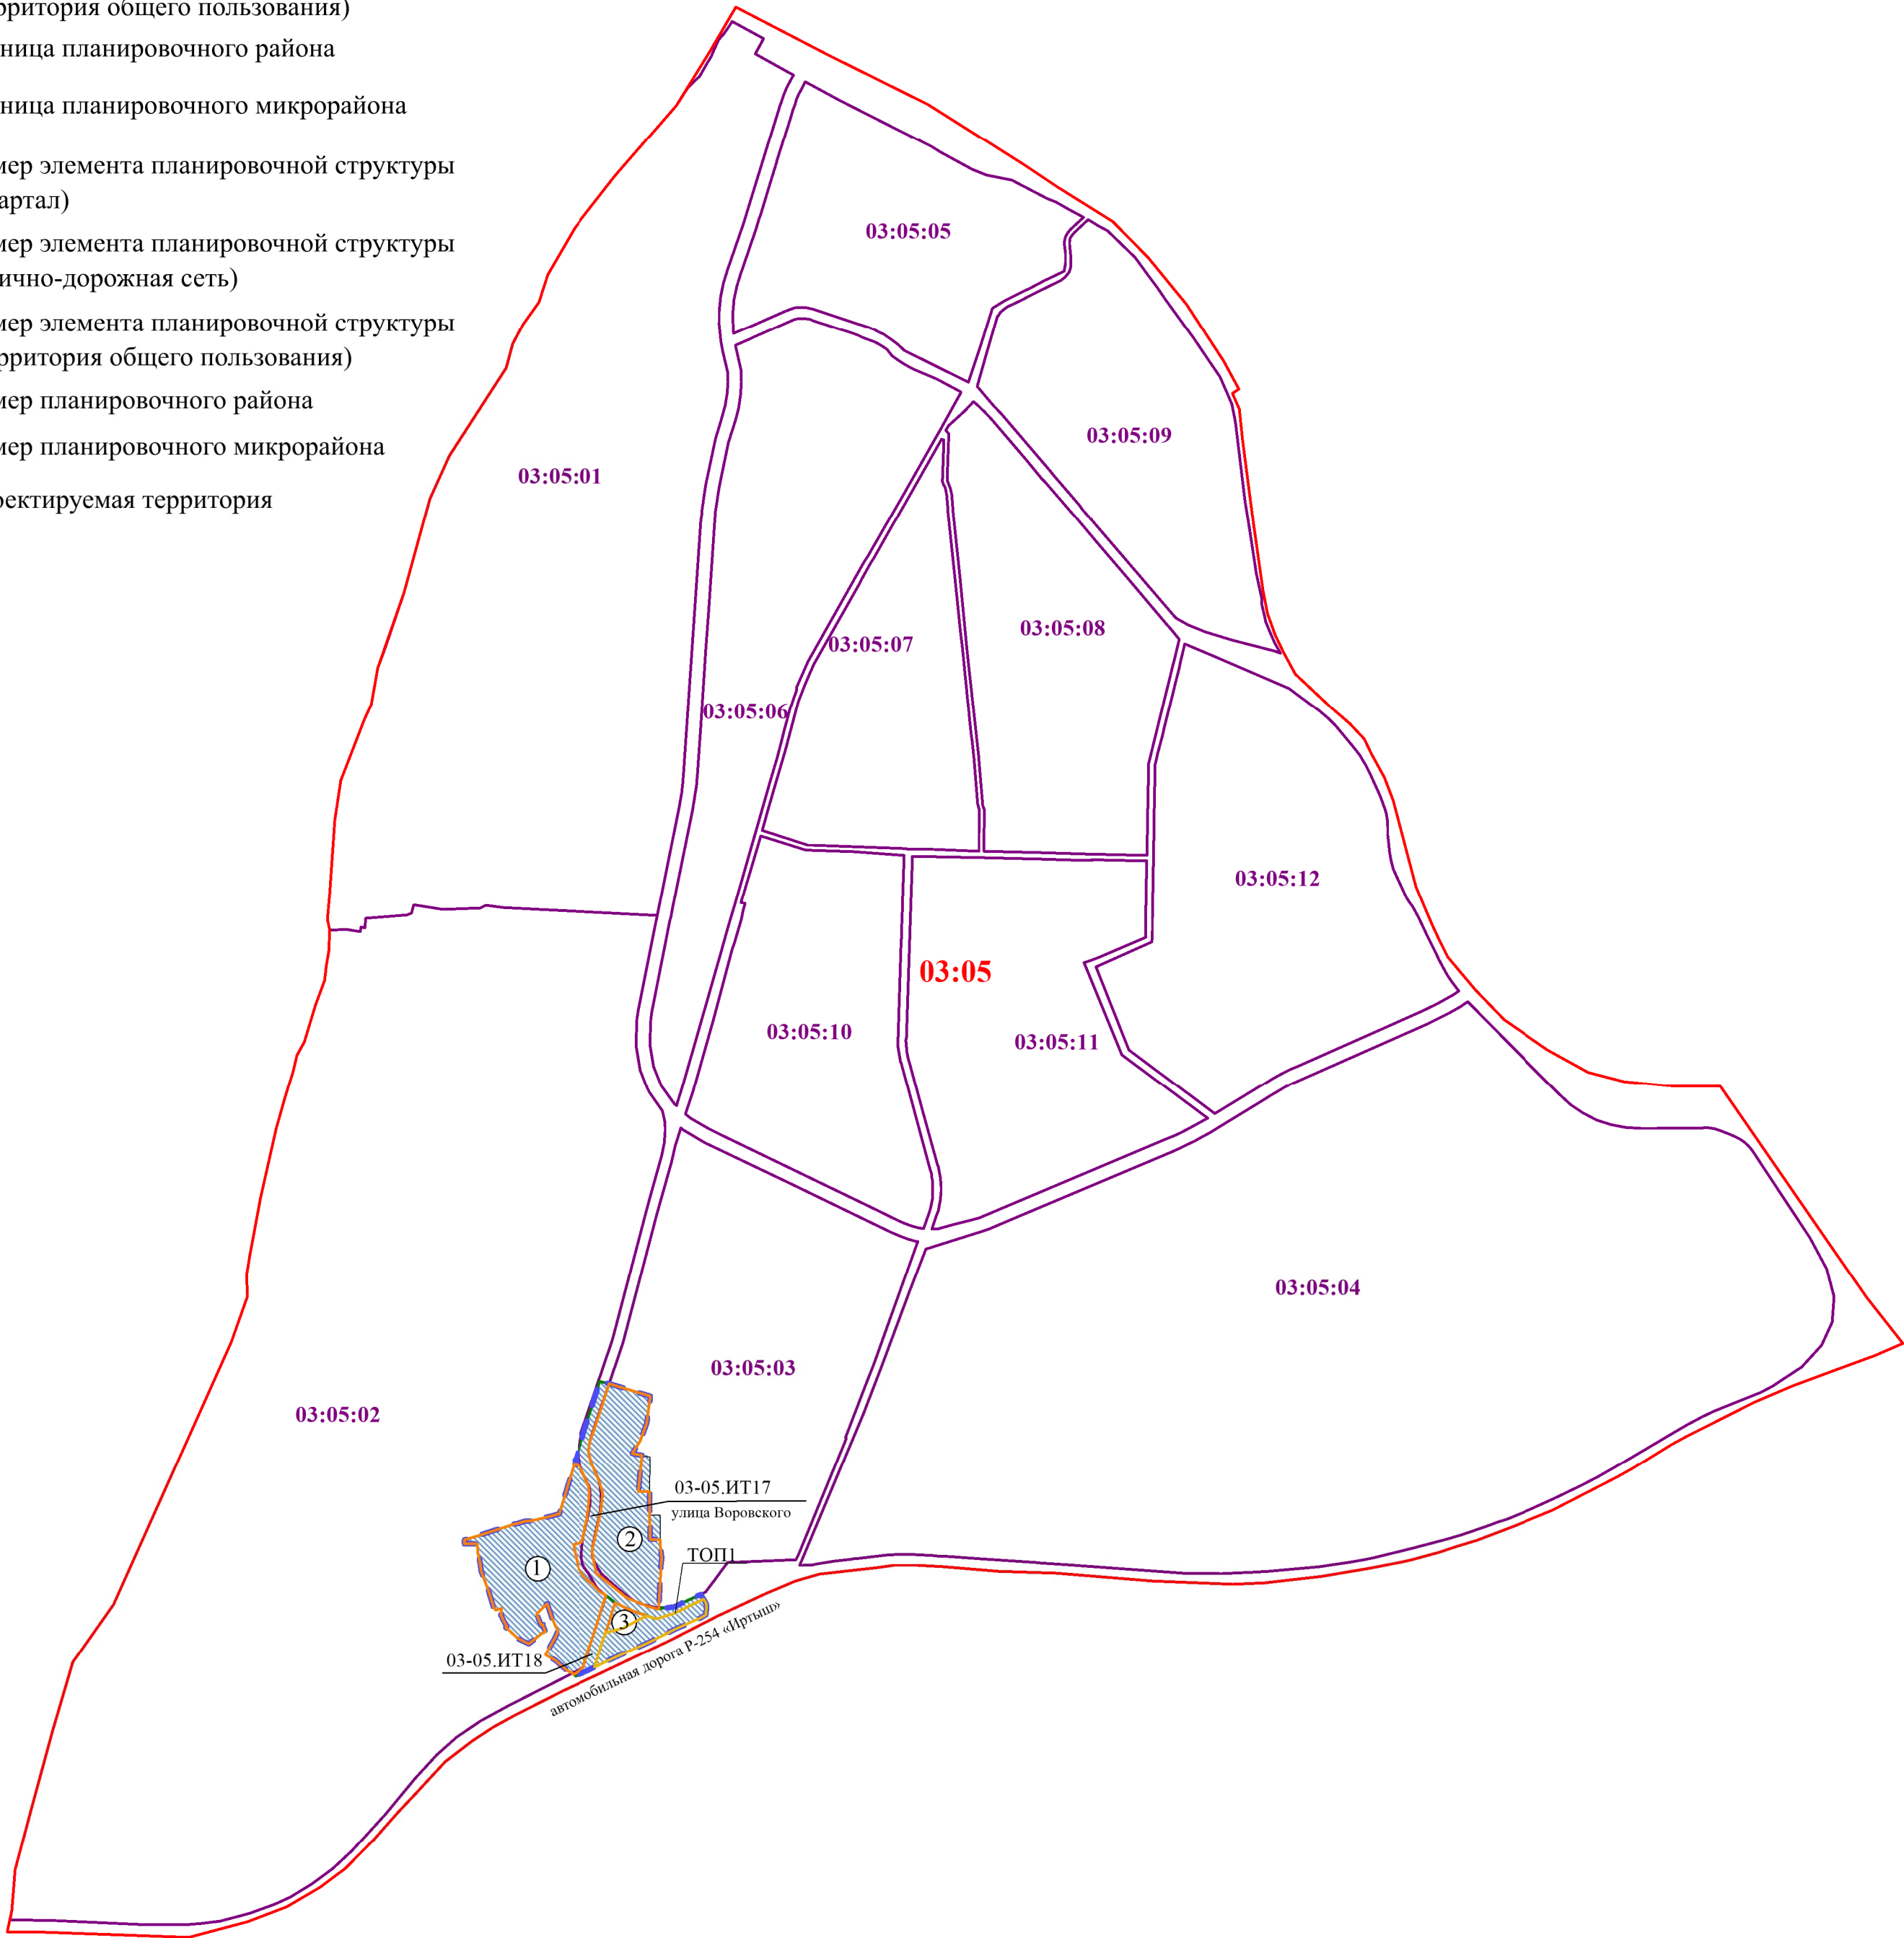 рритория общего пользования)
ница планировочного района
ница планировочного микрорайона
мер элемента планировочной структуры
артал)
мер элемента планировочной структуры
ично-дорожная сеть)
мер элемента планировочной структуры
рритория общего пользования)
мер планировочного района
мер планировочного микрорайона
ректируемая территория
03:05:05
03:05:09
03:05:01
03:05:08
03:05:07
03:05:06
03:05:12
03:05
03:05:10
03:05:11
03:05:04
03:05:03
03:05:02
03-05.ИТ17
улица Воровского
2
ТОП1
1
3
03-05.ИТ18
автомобильная дорога Р-254 «Иртыш»